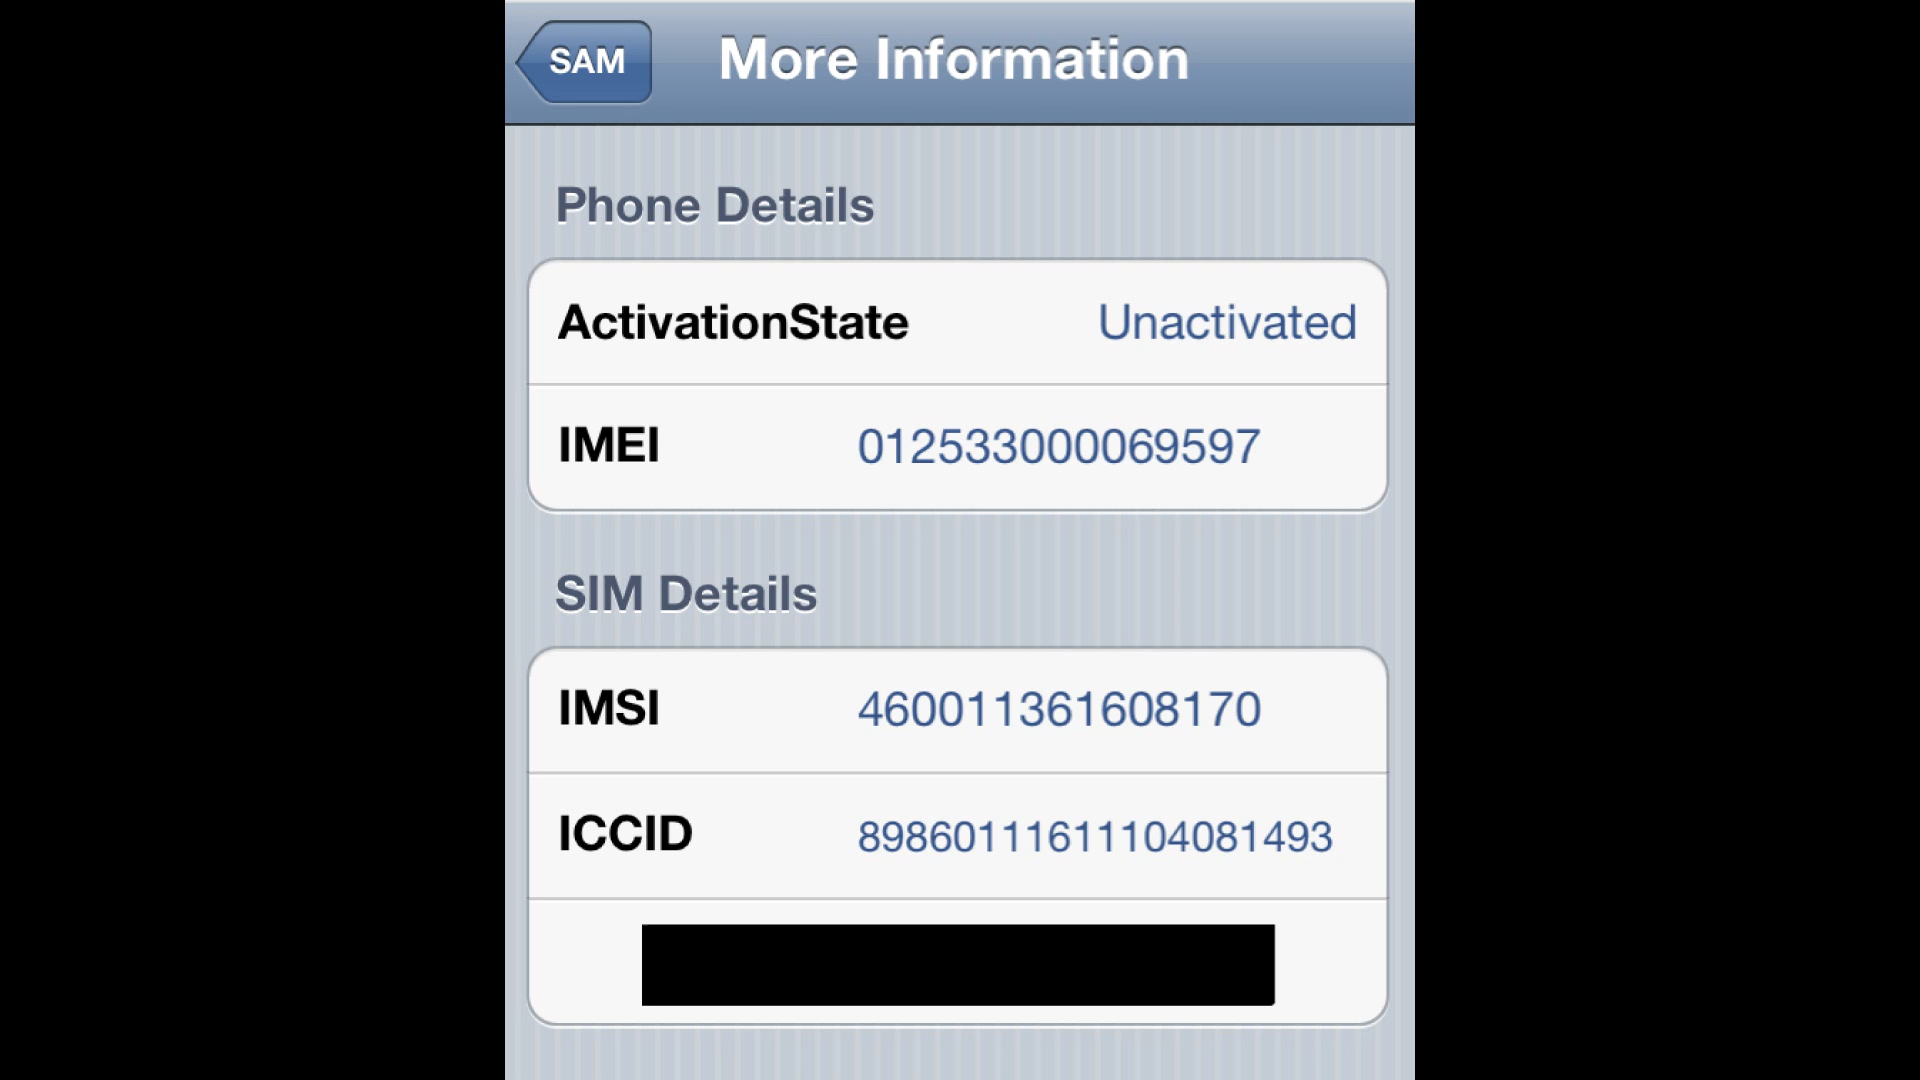 SAM
More Information
Phone Details
ActivationState Unactivated
IMEI 012533000069597
SIM Details
IMSI 460011361608170
ICCID 89860111611104081493